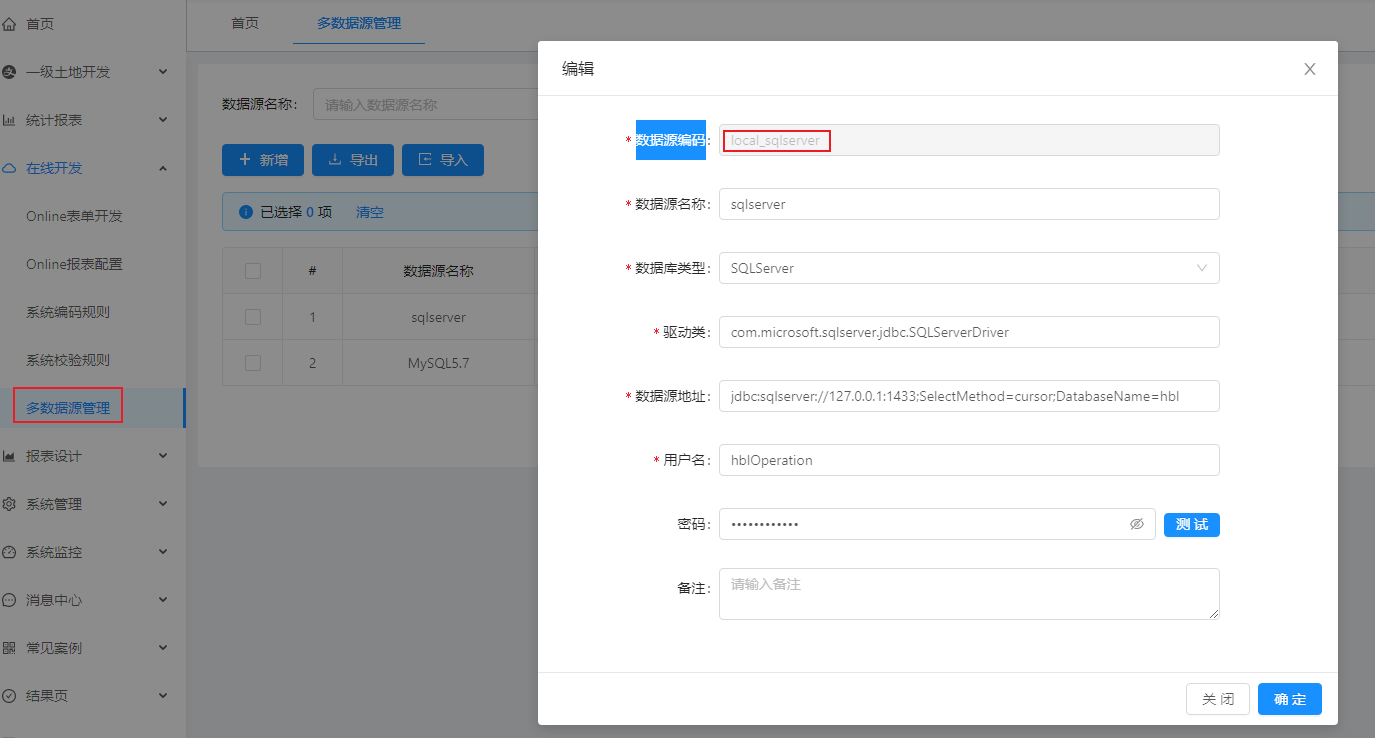 首页
一级土地开发
统计报表
在线开发
Online表单开发
Online报表配置
系统编码规则
系统校验规则
多数据源管理
报表设计
系统管理
系统监控
消息中心
常见案例
结果页
首页 多数据源管理
数据源名称: 请输入数据源名称
新增 导出 导入
已选择 0 项 清空
# 数据源名称
1 sqlserver
2 MySQL5.7
编辑
* 数据源编码: local_sqlserver
* 数据源名称: sqlserver
* 数据库类型: SQLServer
* 驱动类: com.microsoft.sqlserver.jdbc.SQLServerDriver
* 数据源地址: jdbc:sqlserver://127.0.0.1:1433;SelectMethod=cursor;DatabaseName=hbl
* 用户名: hblOperation
密码: •••••••••••• 测 试
备注: 请输入备注
关 闭 确 定